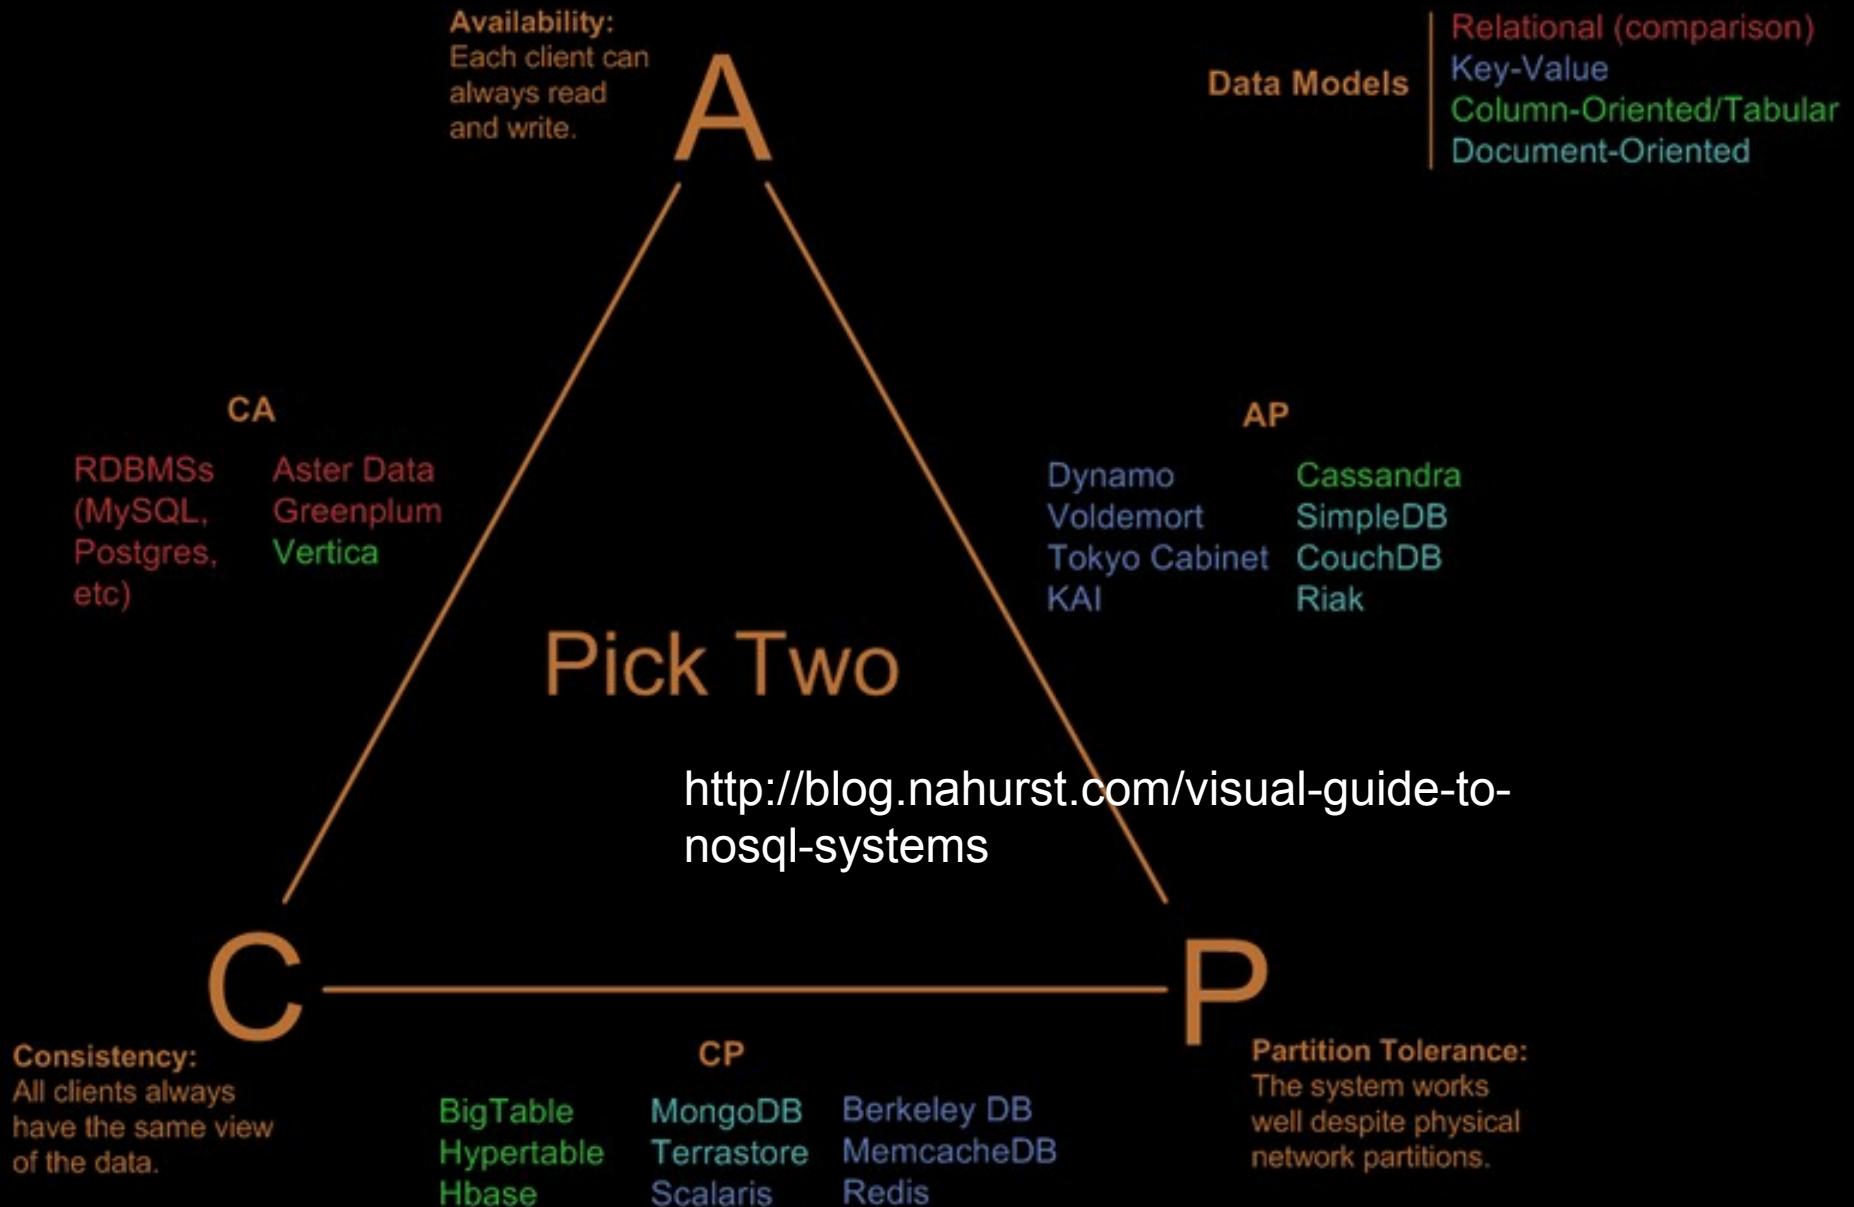 Availability:
Each client can
always read
and write.
A
Data Models
Relational (comparison)
Key-Value
Column-Oriented/Tabular
Document-Oriented
CA
RDBMSs
(MySQL,
Postgres,
etc)
Aster Data
Greenplum
Vertica
AP
Dynamo
Voldemort
Tokyo Cabinet
KAI
Cassandra
SimpleDB
CouchDB
Riak
Pick Two
http://blog.nahurst.com/visual-guide-to-
nosql-systems
C
P
Consistency:
All clients always
have the same view
of the data.
CP
BigTable
Hypertable
Hbase
MongoDB
Terrastore
Scalaris
Berkeley DB
MemcacheDB
Redis
Partition Tolerance:
The system works
well despite physical
network partitions.